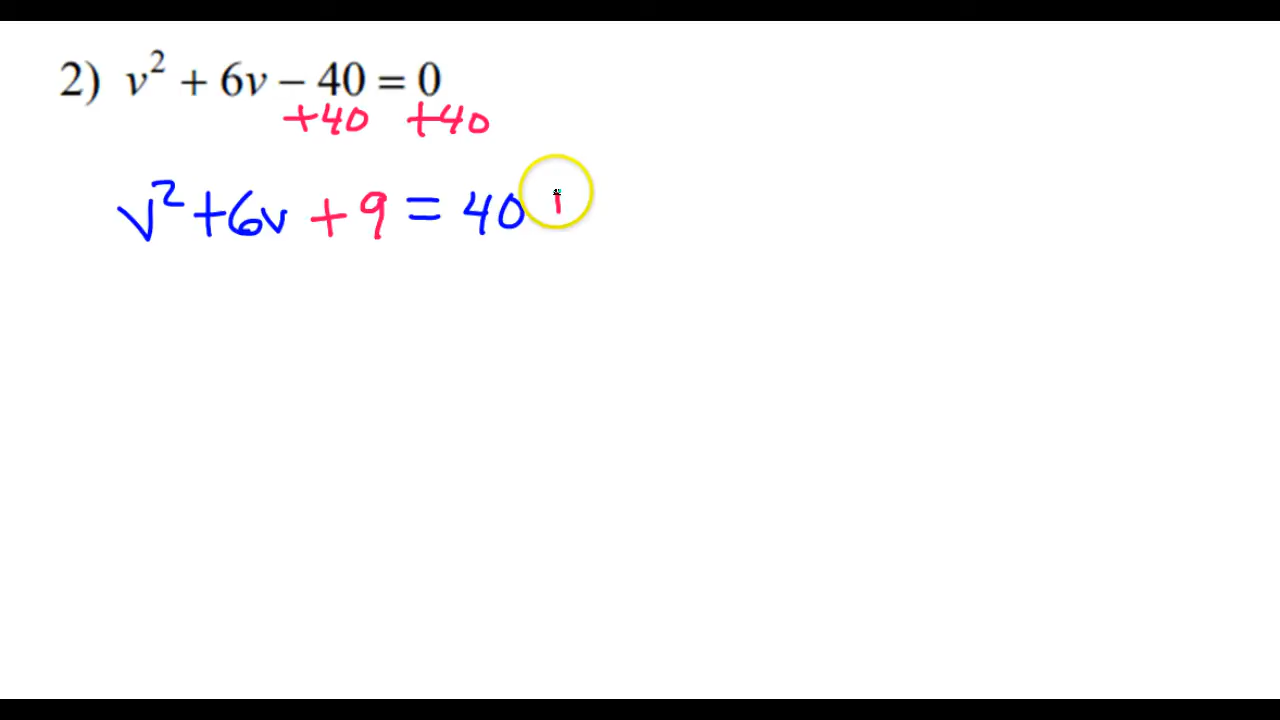 2) v² + 6v − 40 = 0
+40 +40
v² + 6v + 9 = 40